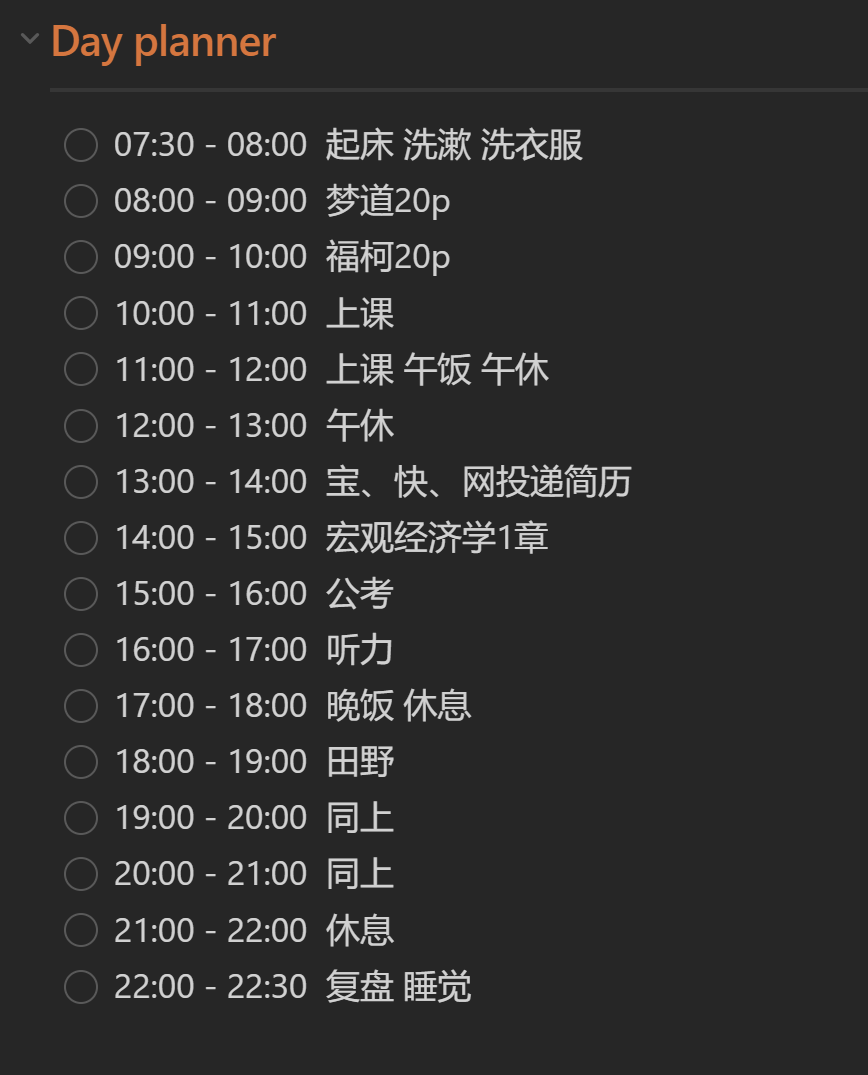 Day planner
07:30 - 08:00 起床 洗漱 洗衣服
08:00 - 09:00 梦道20p
09:00 - 10:00 福柯20p
10:00 - 11:00 上课
11:00 - 12:00 上课 午饭 午休
12:00 - 13:00 午休
13:00 - 14:00 宝、快、网投递简历
14:00 - 15:00 宏观经济学1章
15:00 - 16:00 公考
16:00 - 17:00 听力
17:00 - 18:00 晚饭 休息
18:00 - 19:00 田野
19:00 - 20:00 同上
20:00 - 21:00 同上
21:00 - 22:00 休息
22:00 - 22:30 复盘 睡觉